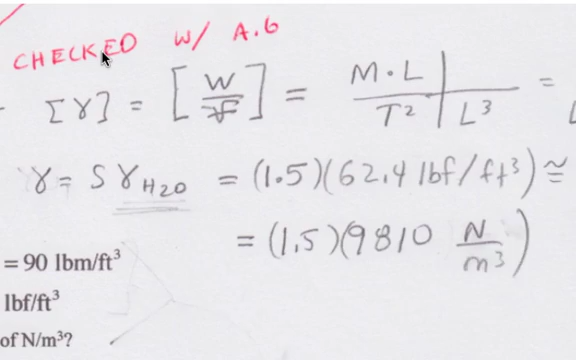 CHECKED W/ A.6
[γ] = [W/V] = M·L / T² | L³ =
γ = S γ H₂O = (1.5)(62.4 lbf/ft³) ≅
= (1.5)(9810 N/m³)
= 90 lbm/ft³
lbf/ft³
of N/m³?